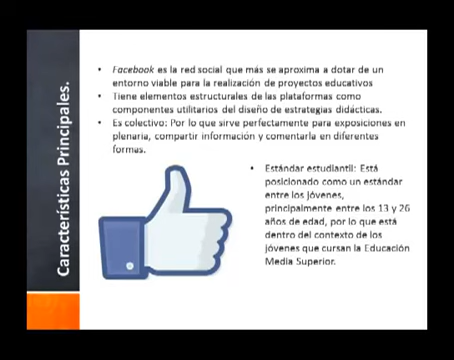 Características Principales.
• Facebook es la red social que más se aproxima a dotar de un
entorno viable para la realización de proyectos educativos
• Tiene elementos estructurales de las plataformas como
componentes utilitarios del diseño de estrategias didácticas.
• Es colectivo: Por lo que sirve perfectamente para exposiciones en
plenaria, compartir información y comentarla en diferentes
formas.
• Estándar estudiantil: Está
posicionado como un estándar
entre los jóvenes,
principalmente entre los 13 y 26
años de edad, por lo que está
dentro del contexto de los
jóvenes que cursan la Educación
Media Superior.